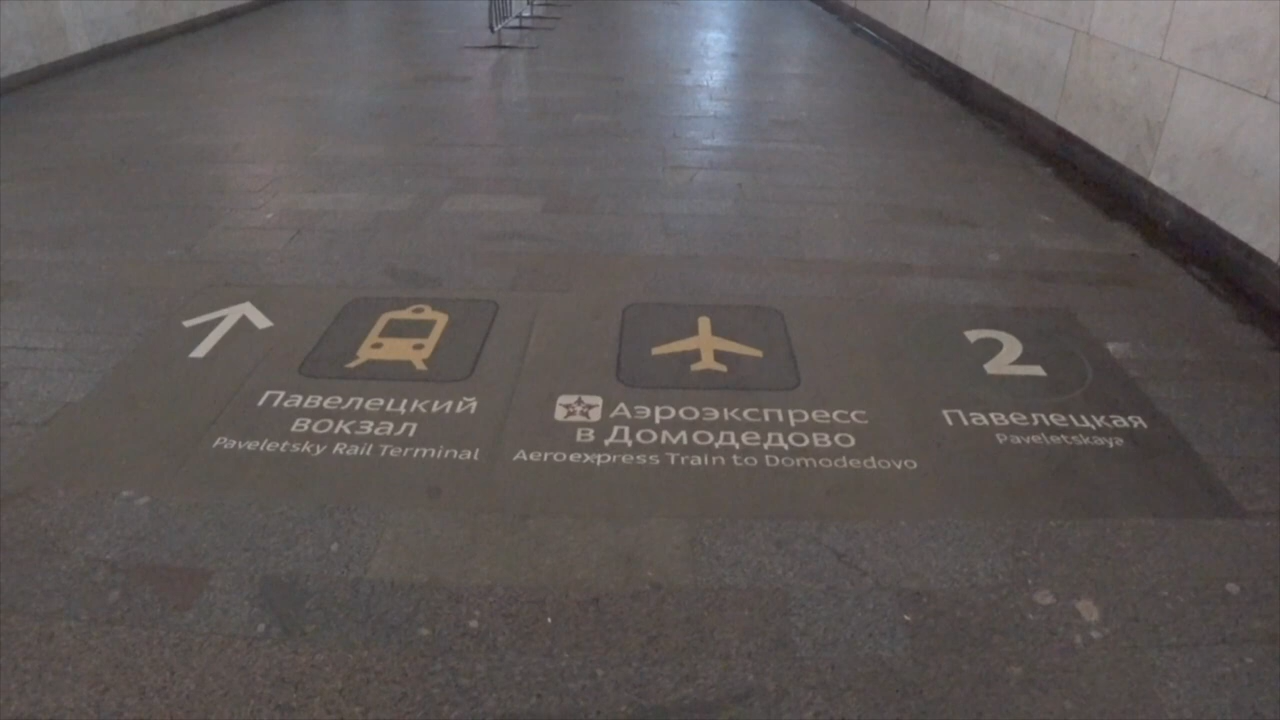 Павелецкий
вокзал
Paveletsky Rail Terminal
Аэроэкспресс
в Домодедово
Aeroexpress Train to Domodedovo
2
Павелецкая
Paveletskaya